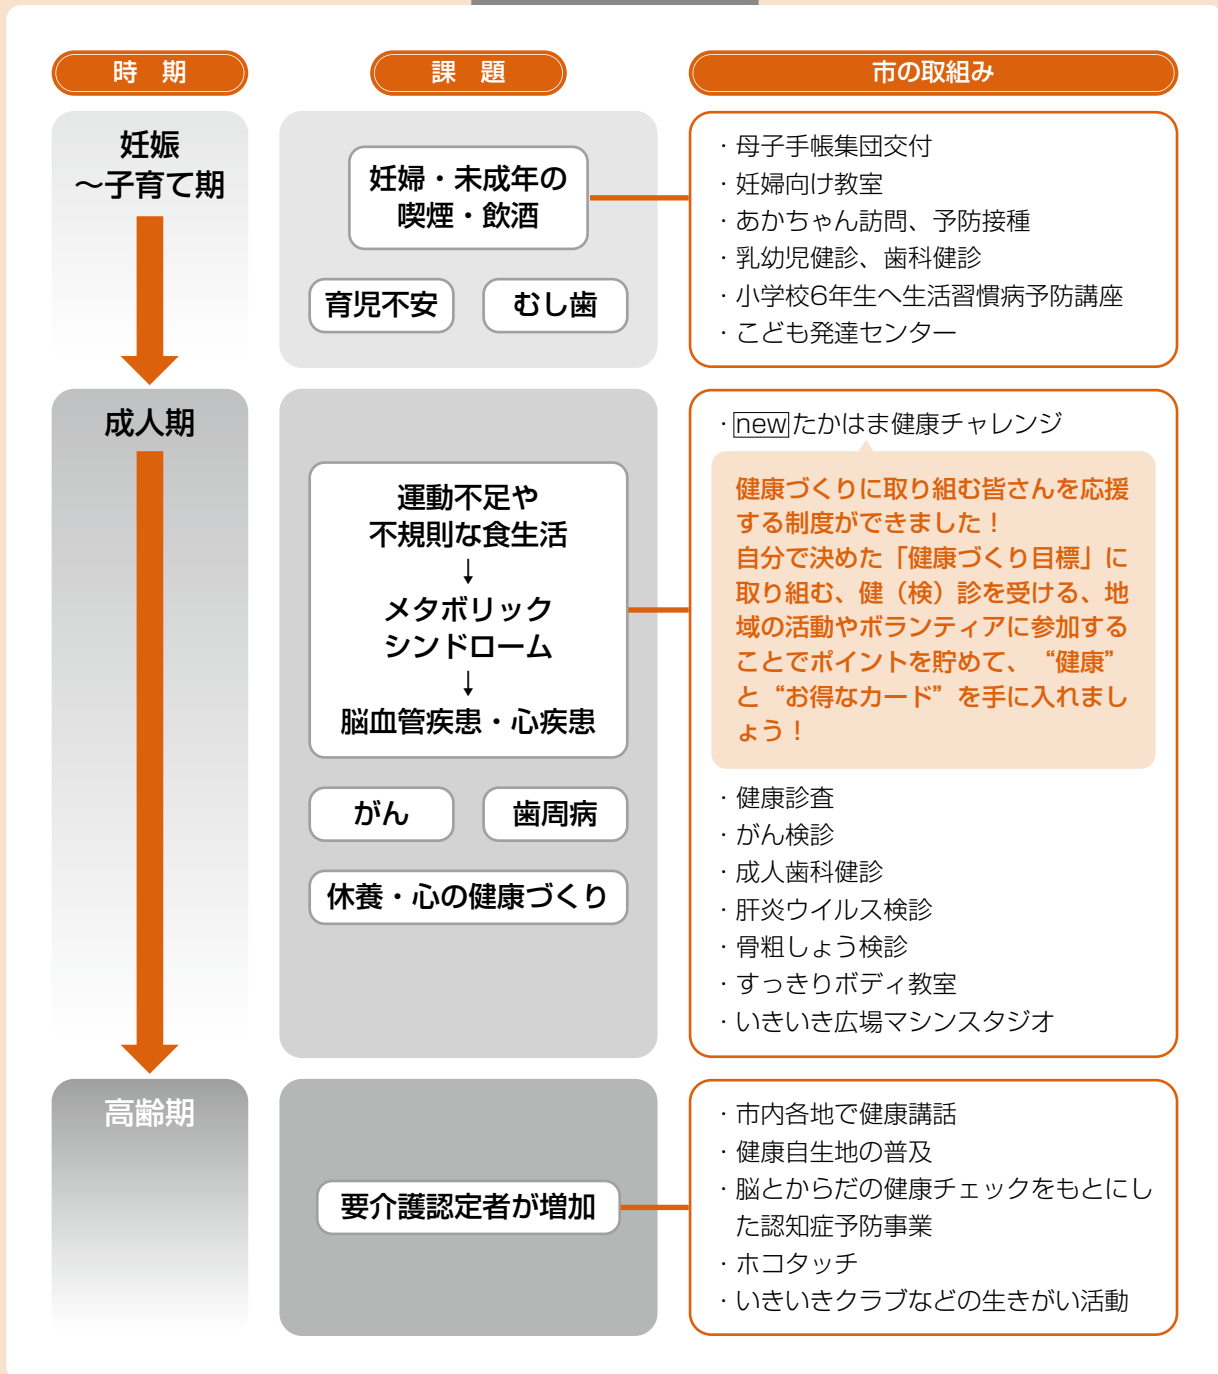 時　期
課　題
市の取組み
妊娠
～子育て期
妊婦・未成年の
喫煙・飲酒
育児不安
むし歯
・母子手帳集団交付
・妊婦向け教室
・あかちゃん訪問、予防接種
・乳幼児健診、歯科健診
・小学校6年生へ生活習慣病予防講座
・こども発達センター
成人期
運動不足や
不規則な食生活
↓
メタボリック
シンドローム
↓
脳血管疾患・心疾患
がん
歯周病
休養・心の健康づくり
・newたかはま健康チャレンジ
健康づくりに取り組む皆さんを応援
する制度ができました！
自分で決めた「健康づくり目標」に
取り組む、健（検）診を受ける、地
域の活動やボランティアに参加する
ことでポイントを貯めて、“健康”
と“お得なカード”を手に入れまし
ょう！
・健康診査
・がん検診
・成人歯科健診
・肝炎ウイルス検診
・骨粗しょう検診
・すっきりボディ教室
・いきいき広場マシンスタジオ
高齢期
要介護認定者が増加
・市内各地で健康講話
・健康自生地の普及
・脳とからだの健康チェックをもとにし
た認知症予防事業
・ホコタッチ
・いきいきクラブなどの生きがい活動